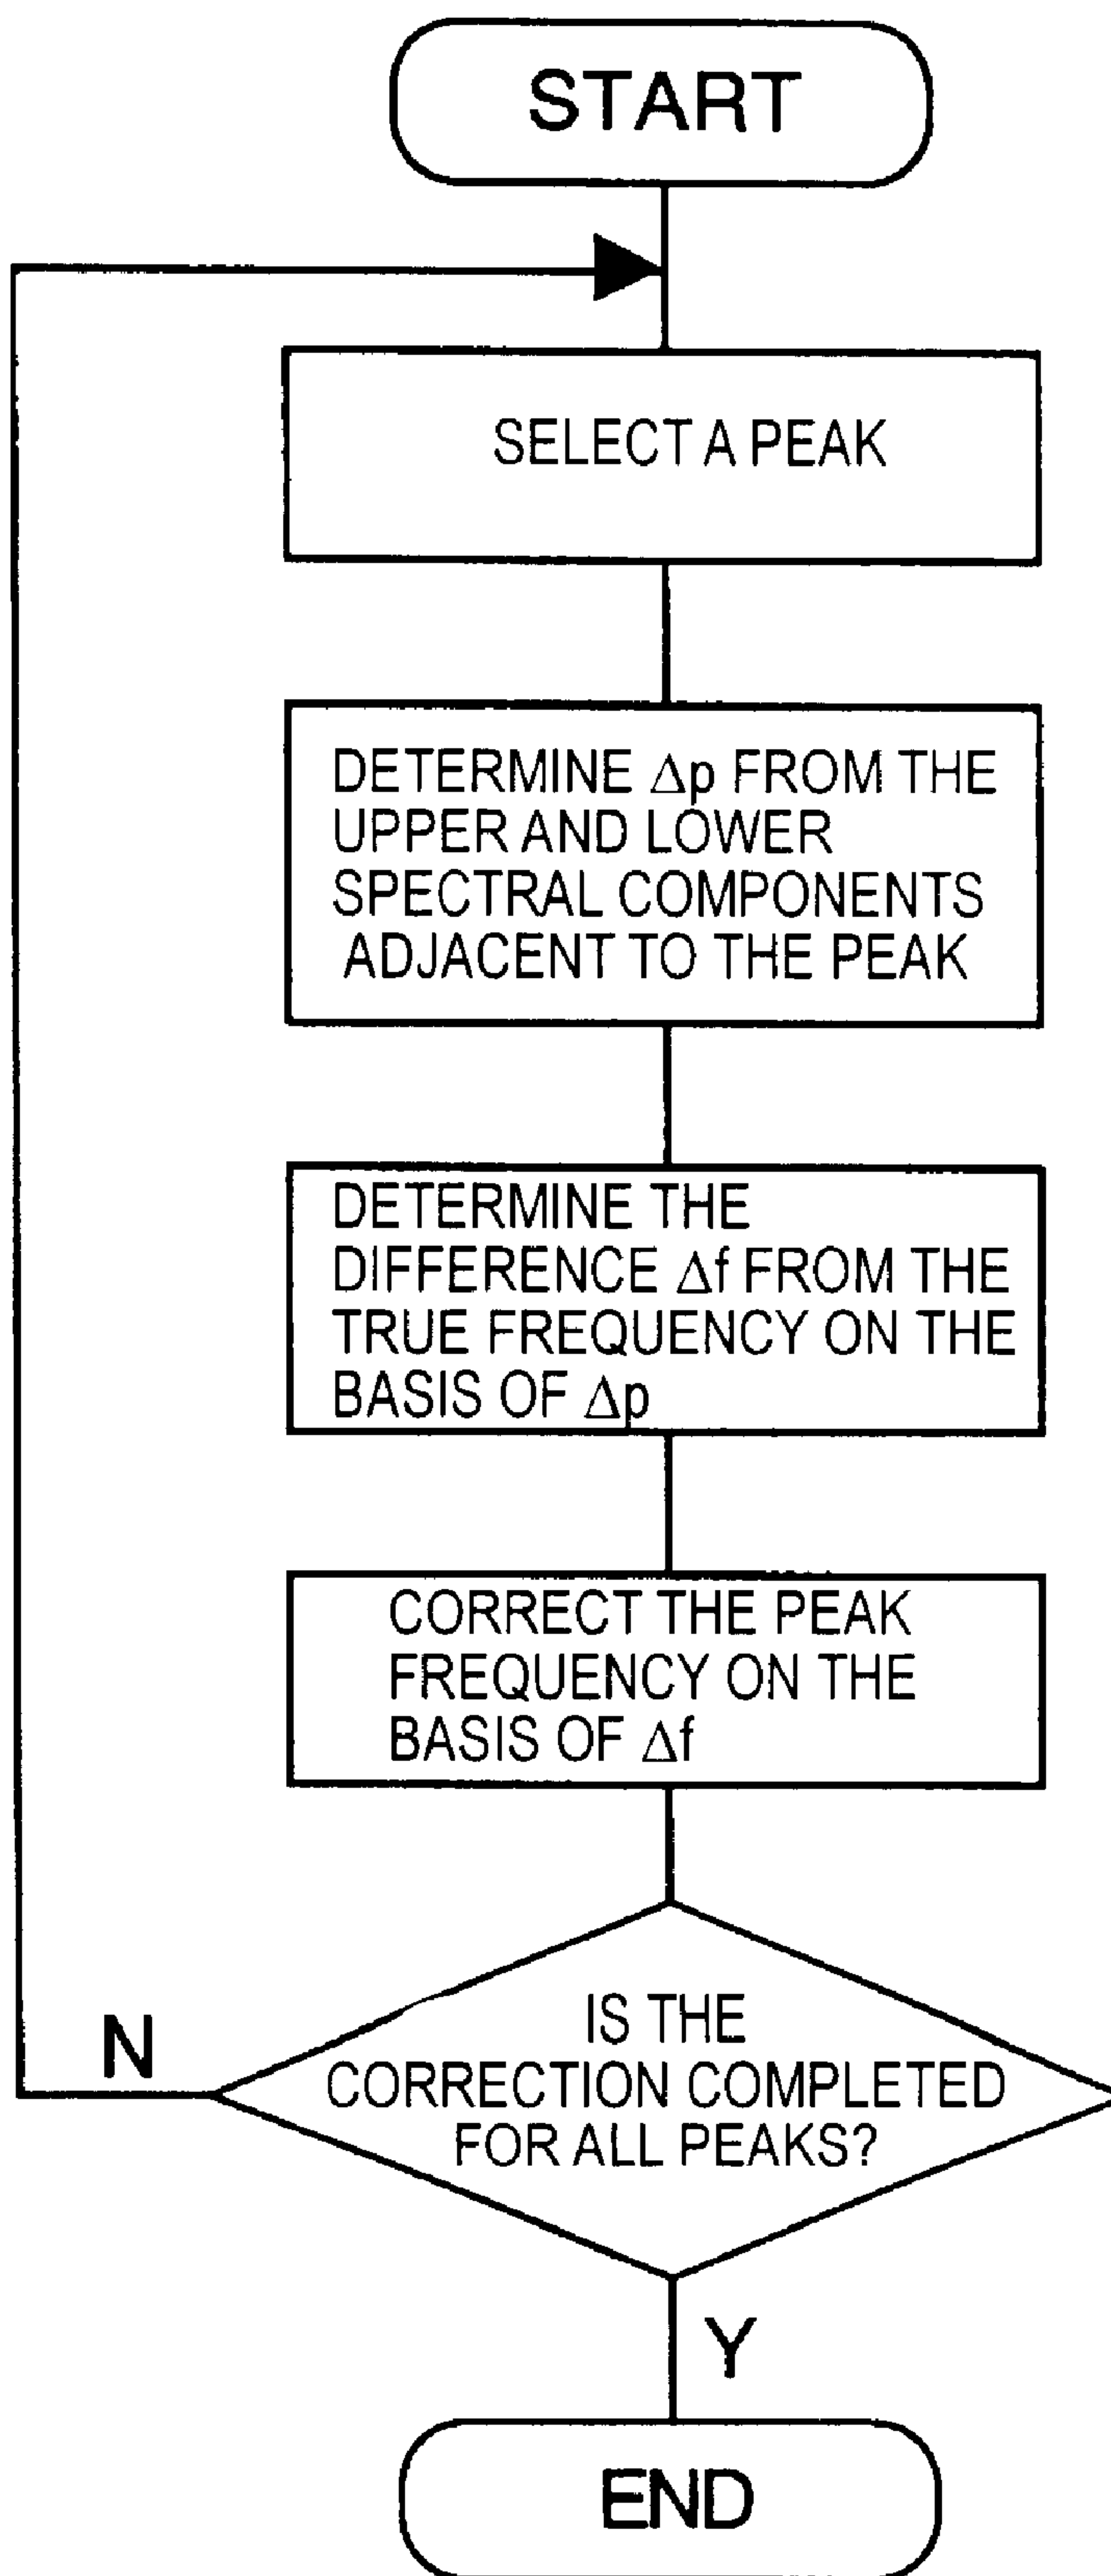 START
SELECT A PEAK
DETERMINE Δp FROM THE
UPPER AND LOWER
SPECTRAL COMPONENTS
ADJACENT TO THE PEAK
DETERMINE THE
DIFFERENCE Δf FROM THE
TRUE FREQUENCY ON THE
BASIS OF Δp
CORRECT THE PEAK
FREQUENCY ON THE
BASIS OF Δf
IS THE
CORRECTION COMPLETED
FOR ALL PEAKS?
N
Y
END